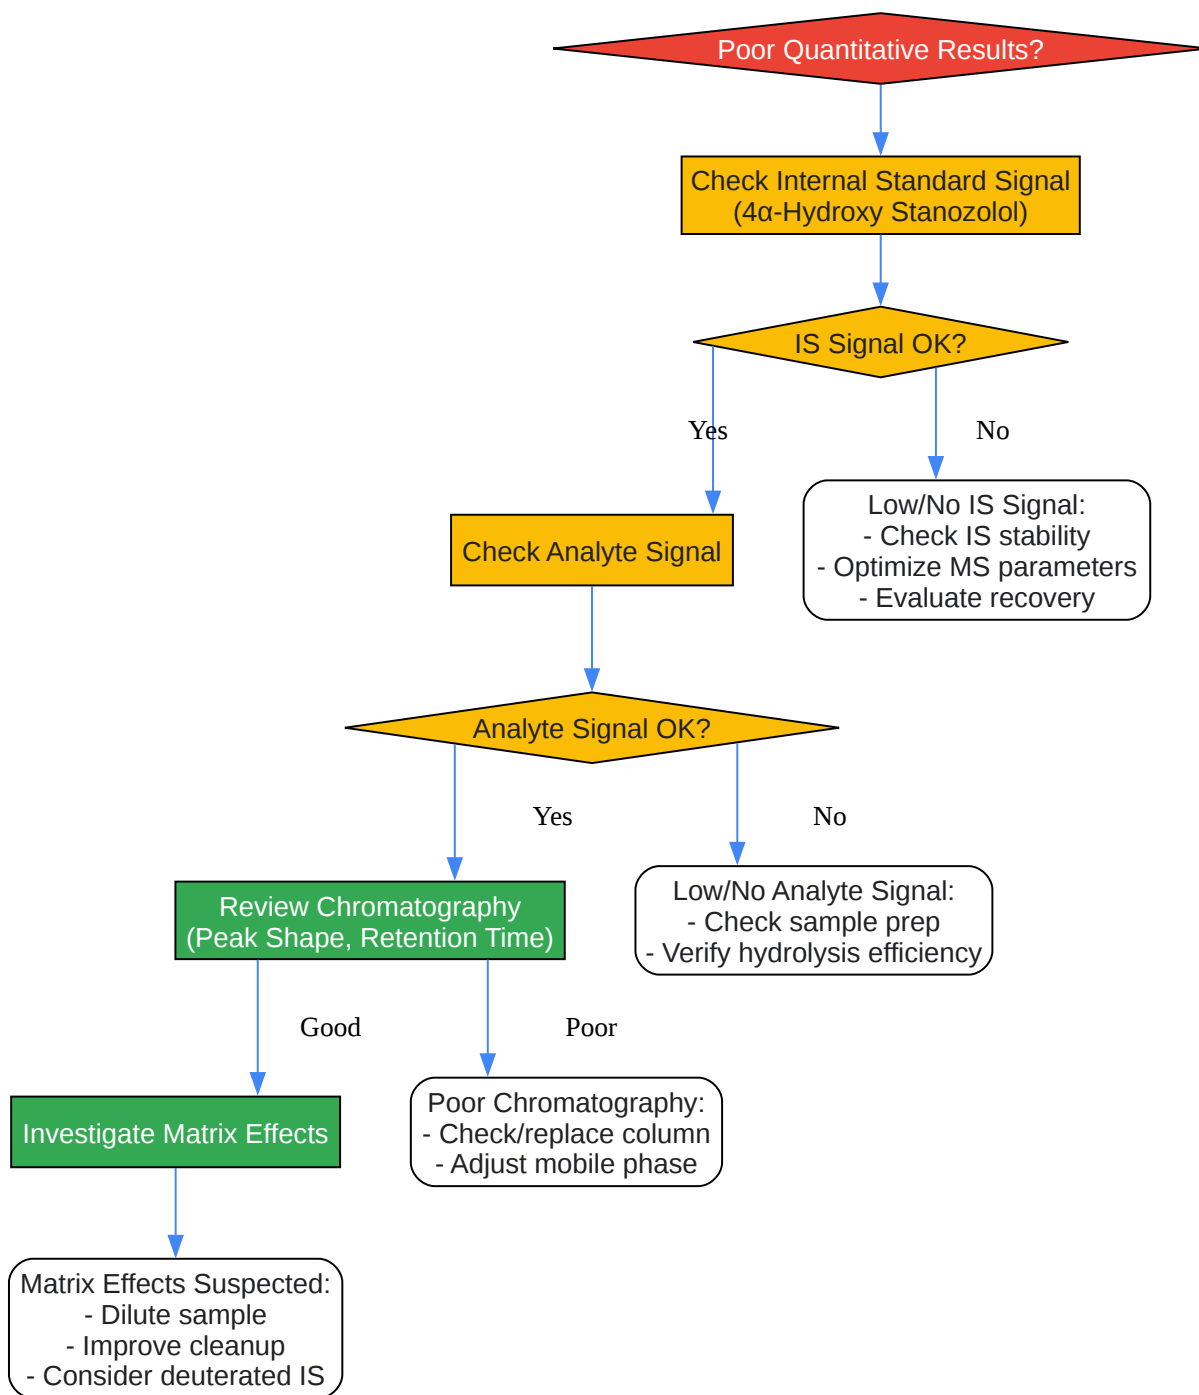 Poor Quantitative Results?
Check Internal Standard Signal
(4α-Hydroxy Stanozolol)
IS Signal OK?
Yes
No
Low/No IS Signal:
- Check IS stability
- Optimize MS parameters
- Evaluate recovery
Check Analyte Signal
Analyte Signal OK?
Yes
No
Low/No Analyte Signal:
- Check sample prep
- Verify hydrolysis efficiency
Review Chromatography
(Peak Shape, Retention Time)
Good
Poor
Poor Chromatography:
- Check/replace column
- Adjust mobile phase
Investigate Matrix Effects
Matrix Effects Suspected:
- Dilute sample
- Improve cleanup
- Consider deuterated IS